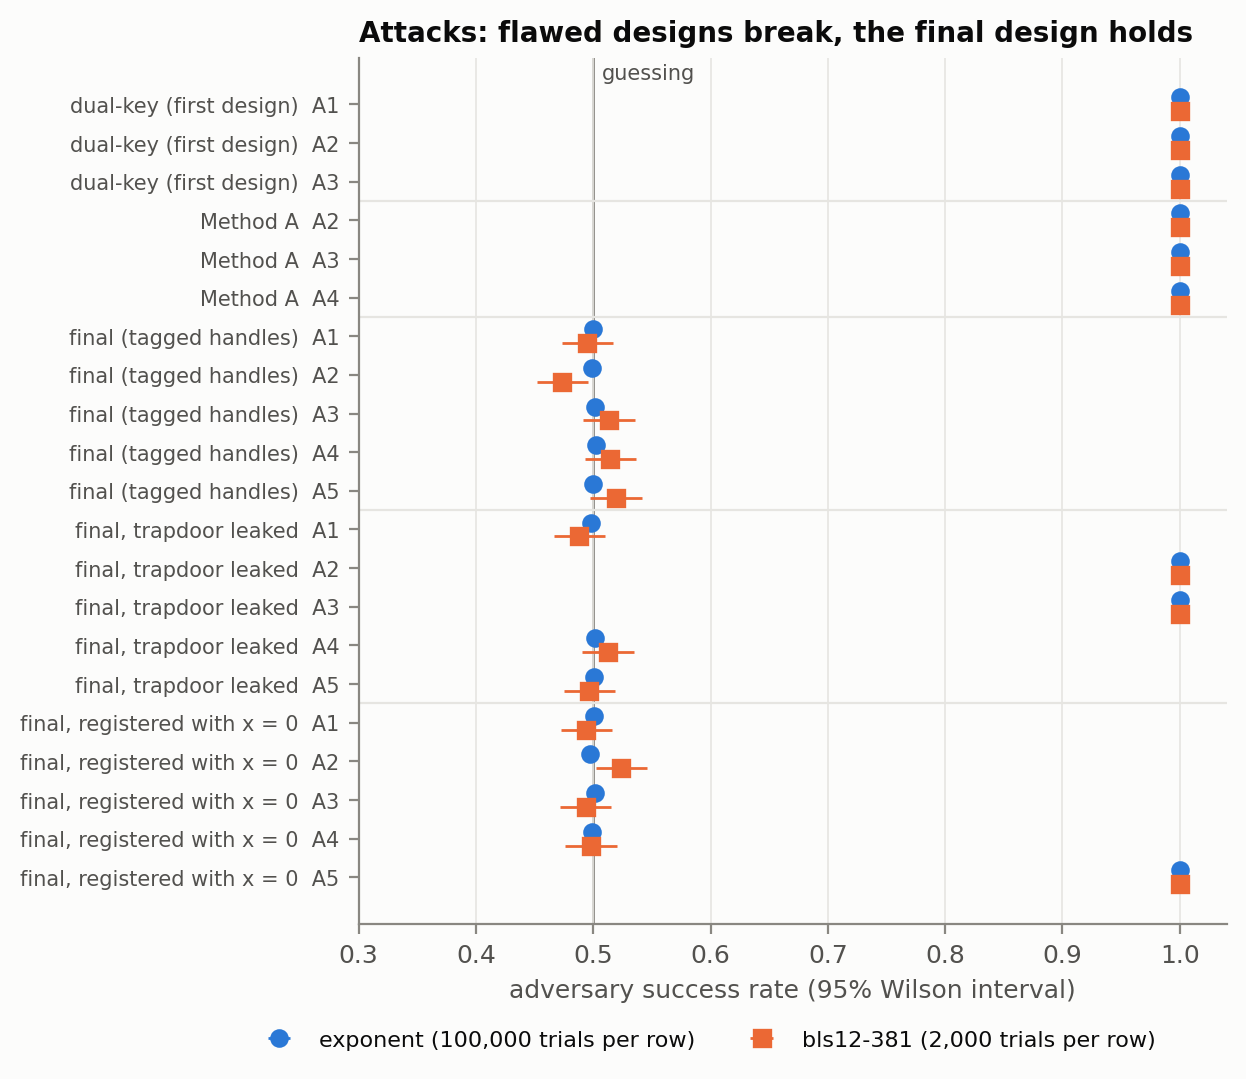 Attacks: flawed designs break, the final design holds
guessing
dual-key (first design) A1
dual-key (first design) A2
dual-key (first design) A3
Method A A2
Method A A3
Method A A4
final (tagged handles) A1
final (tagged handles) A2
final (tagged handles) A3
final (tagged handles) A4
final (tagged handles) A5
final, trapdoor leaked A1
final, trapdoor leaked A2
final, trapdoor leaked A3
final, trapdoor leaked A4
final, trapdoor leaked A5
final, registered with x = 0 A1
final, registered with x = 0 A2
final, registered with x = 0 A3
final, registered with x = 0 A4
final, registered with x = 0 A5
0.3 0.4 0.5 0.6 0.7 0.8 0.9 1.0
adversary success rate (95% Wilson interval)
exponent (100,000 trials per row) bls12-381 (2,000 trials per row)